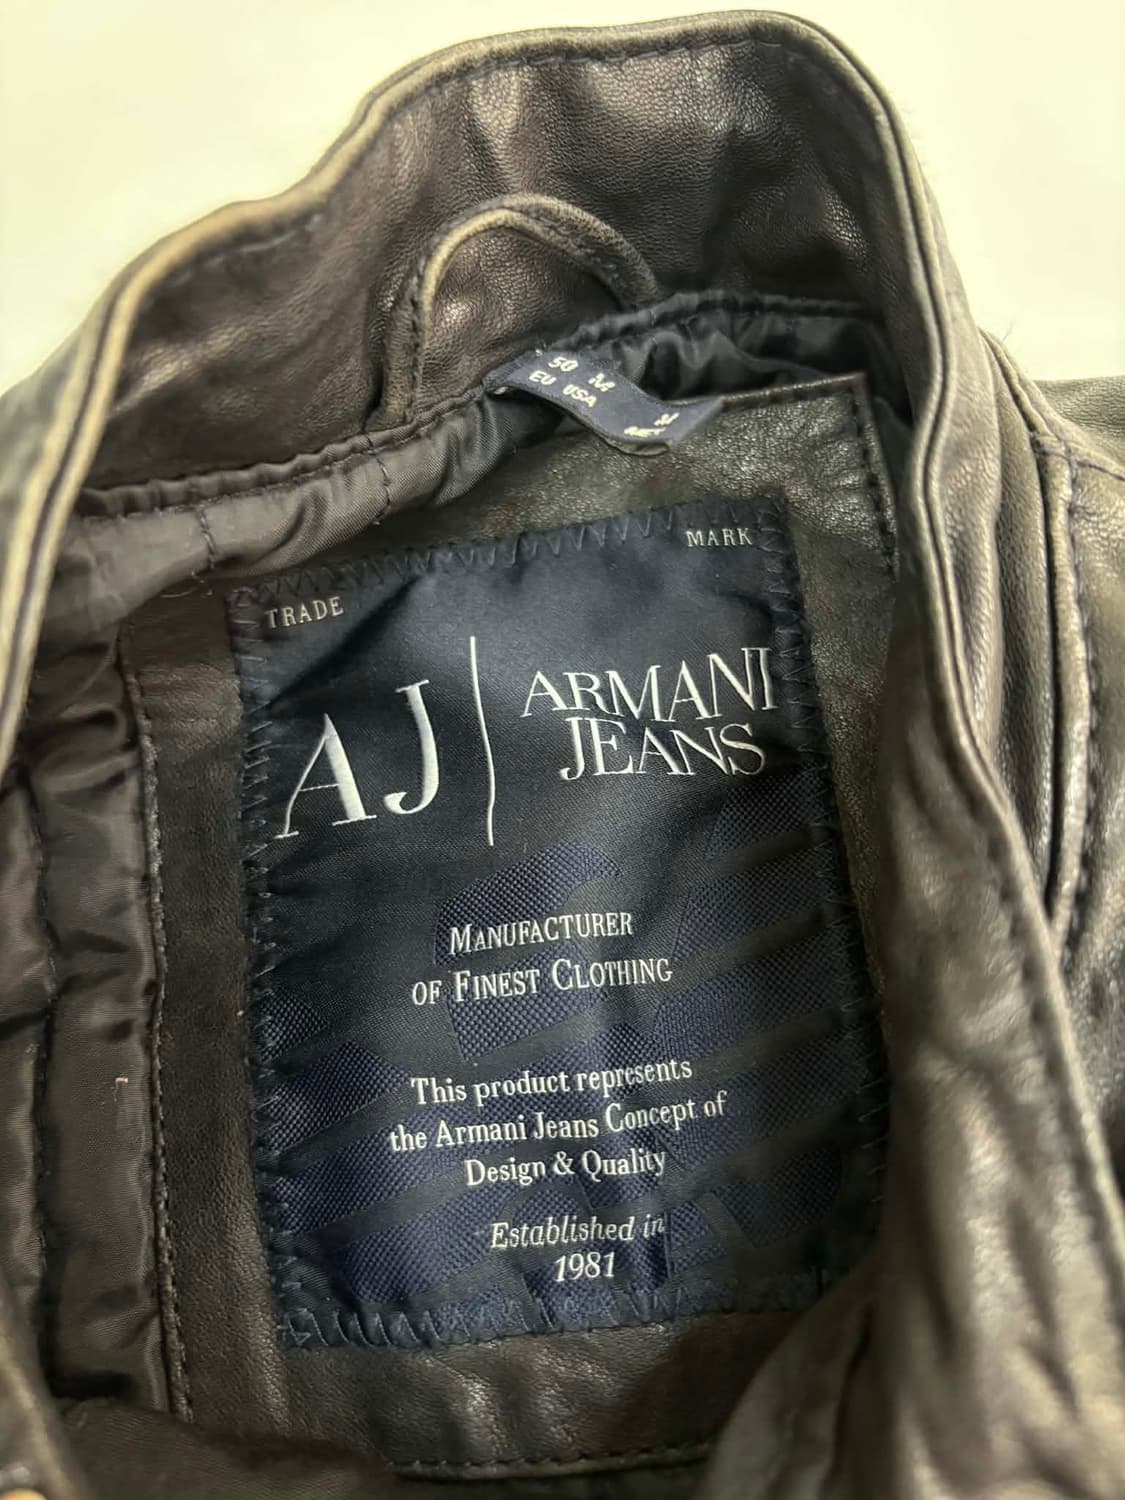 50 M M
EU USA MEX
TRADE MARK
AJ ARMANI
JEANS
MANUFACTURER
OF FINEST CLOTHING
This product represents
the Armani Jeans Concept of
Design & Quality
Established in
1981